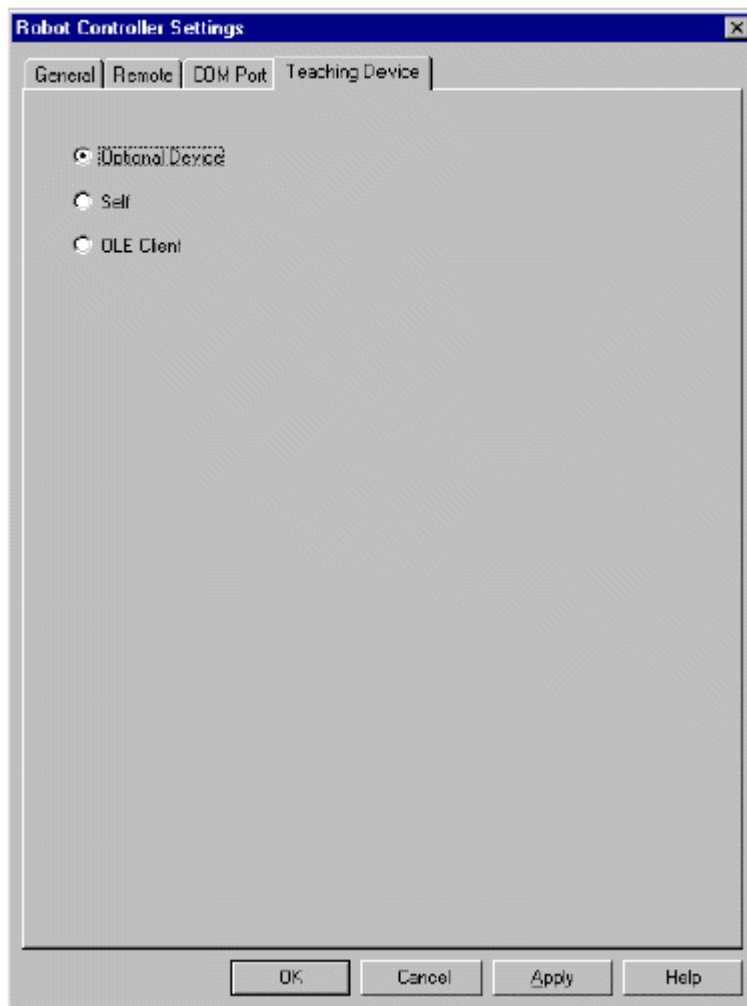 Robot Controller Settings
General Remote COM Port Teaching Device
Optional Device
Self
OLE Client
OK Cancel Apply Help